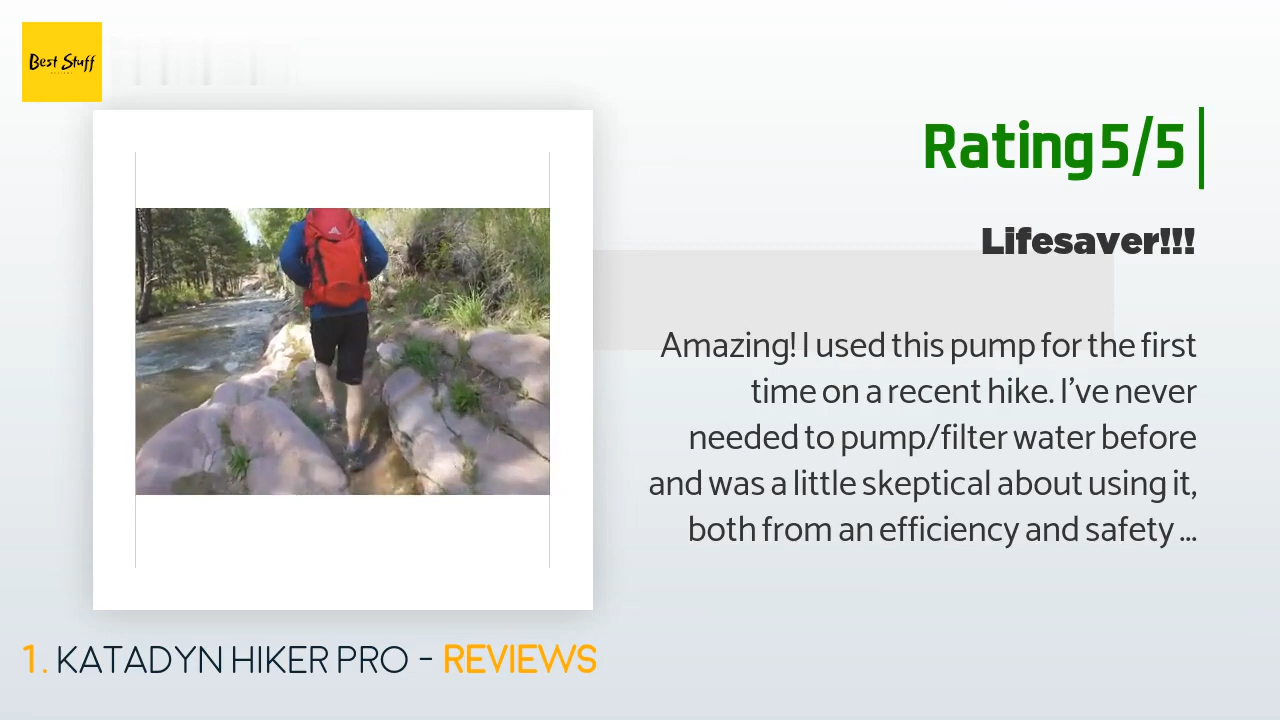 Best Stuff
Rating 5/5
Lifesaver!!!
Amazing! I used this pump for the first
time on a recent hike. I've never
needed to pump/filter water before
and was a little skeptical about using it,
both from an efficiency and safety ...
1. KATADYN HIKER PRO - REVIEWS